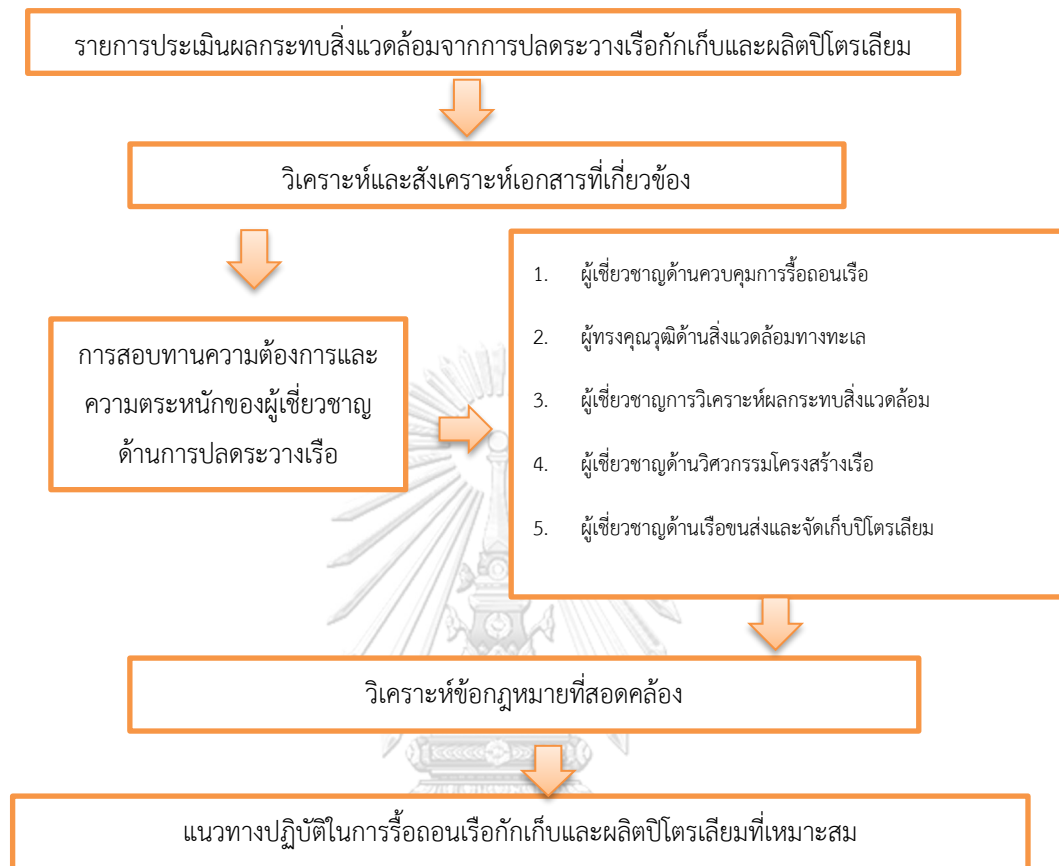 รายการประเมินผลกระทบสิ่งแวดล้อมจากการปลดระวางเรือกักเก็บและผลิตปิโตรเลียม
วิเคราะห์และสังเคราะห์เอกสารที่เกี่ยวข้อง
การสอบทานความต้องการและ
ความตระหนักของผู้เชี่ยวชาญ
ด้านการปลดระวางเรือ
1. ผู้เชี่ยวชาญด้านควบคุมการรื้อถอนเรือ
2. ผู้ทรงคุณวุฒิด้านสิ่งแวดล้อมทางทะเล
3. ผู้เชี่ยวชาญการวิเคราะห์ผลกระทบสิ่งแวดล้อม
4. ผู้เชี่ยวชาญด้านวิศวกรรมโครงสร้างเรือ
5. ผู้เชี่ยวชาญด้านเรือขนส่งและจัดเก็บปิโตรเลียม
วิเคราะห์ข้อกฎหมายที่สอดคล้อง
แนวทางปฏิบัติในการรื้อถอนเรือกักเก็บและผลิตปิโตรเลียมที่เหมาะสม